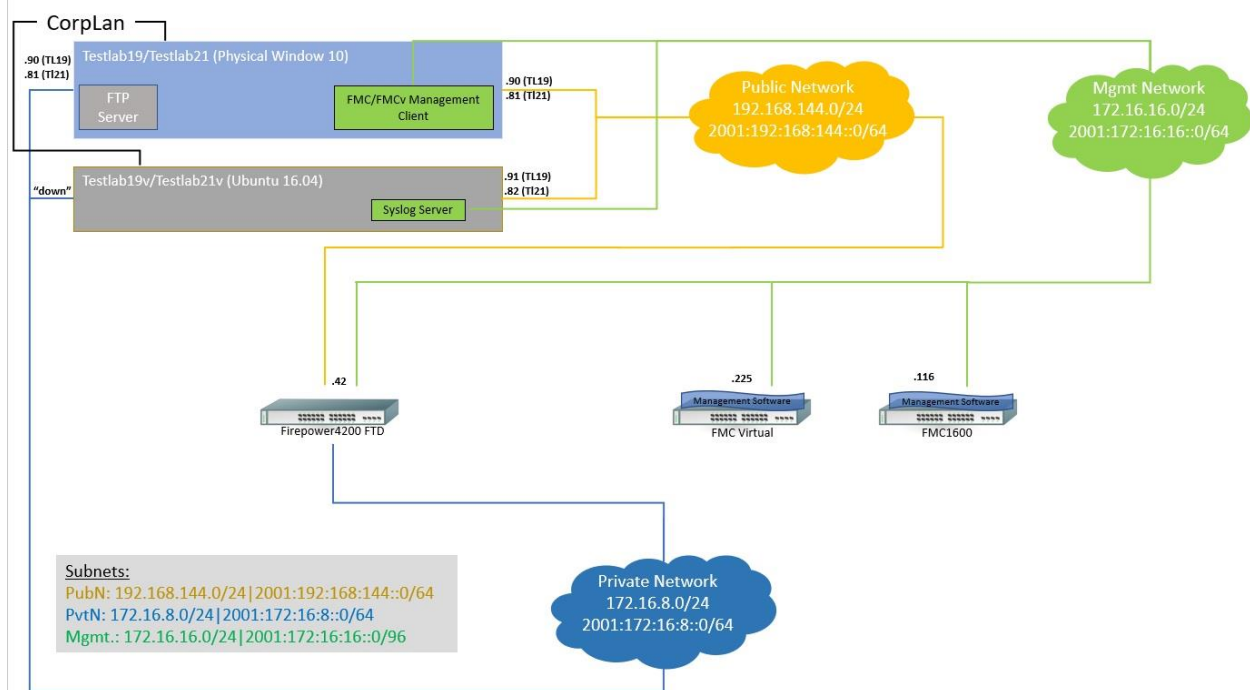 CorpLan
.90 (TL19)
.81 (Tl21)
Testlab19/Testlab21 (Physical Window 10)
FTP
Server
FMC/FMCv Management
Client
.90 (TL19)
.81 (Tl21)
Public Network
192.168.144.0/24
2001:192:168:144::0/64
Mgmt Network
172.16.16.0/24
2001:172:16:16::0/64
"down"
Testlab19v/Testlab21v (Ubuntu 16.04)
Syslog Server
.91 (TL19)
.82 (Tl21)
.42
Firepower4200 FTD
.225
Management Software
FMC Virtual
.116
Management Software
FMC1600
Subnets:
PubN: 192.168.144.0/24|2001:192:168:144::0/64
PvtN: 172.16.8.0/24|2001:172:16:8::0/64
Mgmt.: 172.16.16.0/24|2001:172:16:16::0/96
Private Network
172.16.8.0/24
2001:172:16:8::0/64